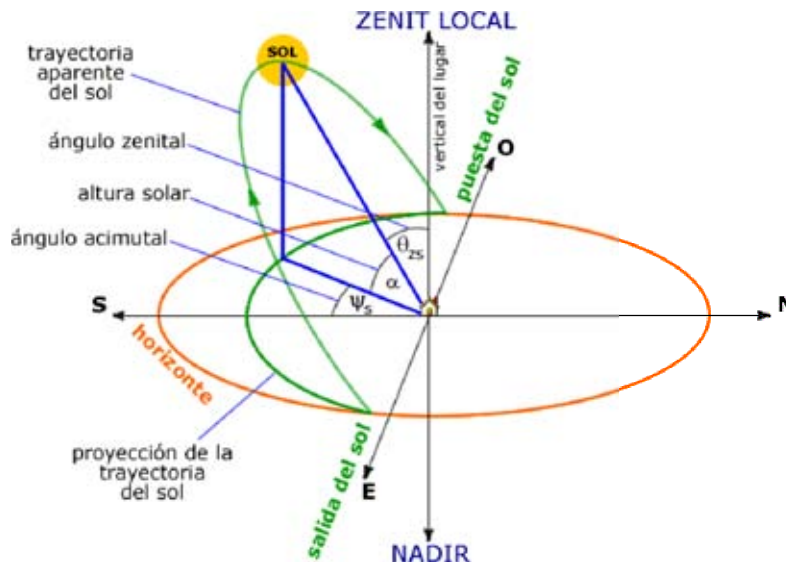 ZENIT LOCAL
trayectoria
aparente
del sol
SOL
vertical del lugar
puesta del sol
O
ángulo zenital
altura solar
ángulo acimutal
θzs
α
Ψs
S
N
horizonte
proyección de la
trayectoria
del sol
salida del sol
E
NADIR